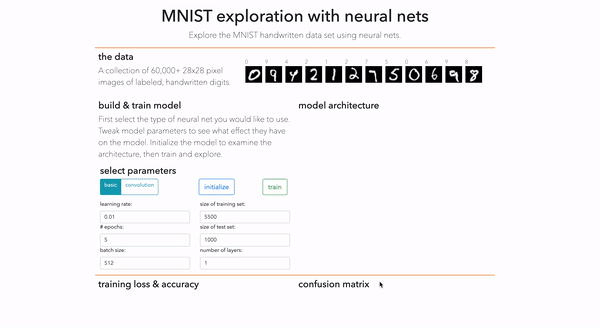 MNIST exploration with neural nets
Explore the MNIST handwritten data set using neural nets.
the data
A collection of 60,000+ 28x28 pixel
images of labeled, handwritten digits.
0 9 4 2 1 2 7 5 0 6 9 8
build & train model
First select the type of neural net you would like to use.
Tweak model parameters to see what effect they
have on the model. Initialize the model to examine the
architecture, then train and explore.
model architecture
select parameters
basic convolution initialize train
learning rate: size of training set:
0.01 5500
# epochs: size of test set:
5 1000
batch size: number of layers:
512 1
training loss & accuracy
confusion matrix